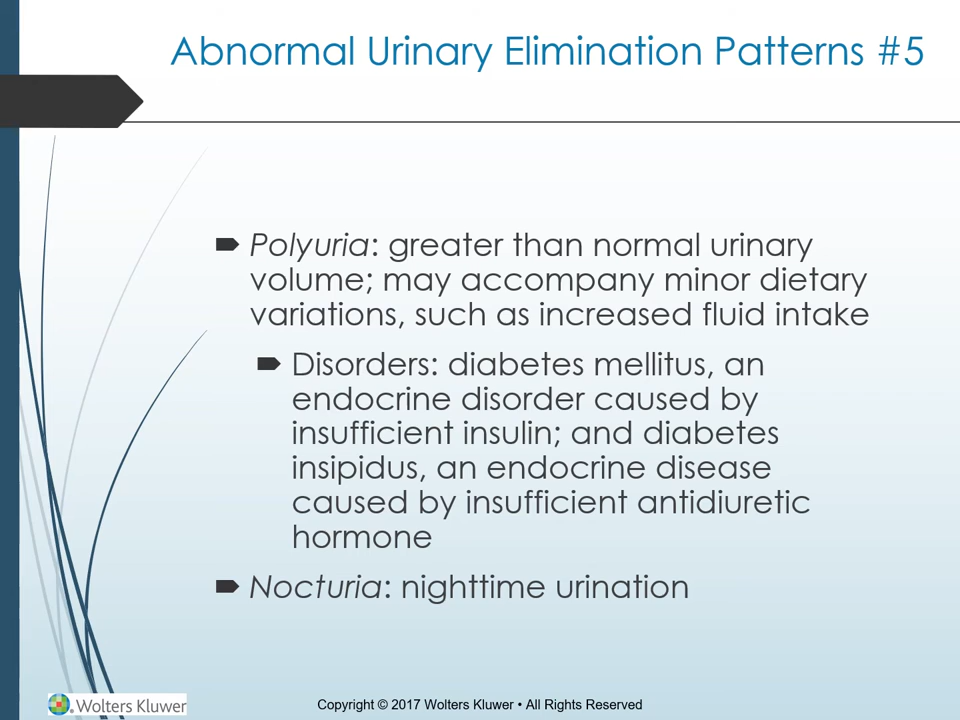 Abnormal Urinary Elimination Patterns #5
Polyuria: greater than normal urinary
volume; may accompany minor dietary
variations, such as increased fluid intake
Disorders: diabetes mellitus, an
endocrine disorder caused by
insufficient insulin; and diabetes
insipidus, an endocrine disease
caused by insufficient antidiuretic
hormone
Nocturia: nighttime urination
Wolters Kluwer
Copyright © 2017 Wolters Kluwer • All Rights Reserved